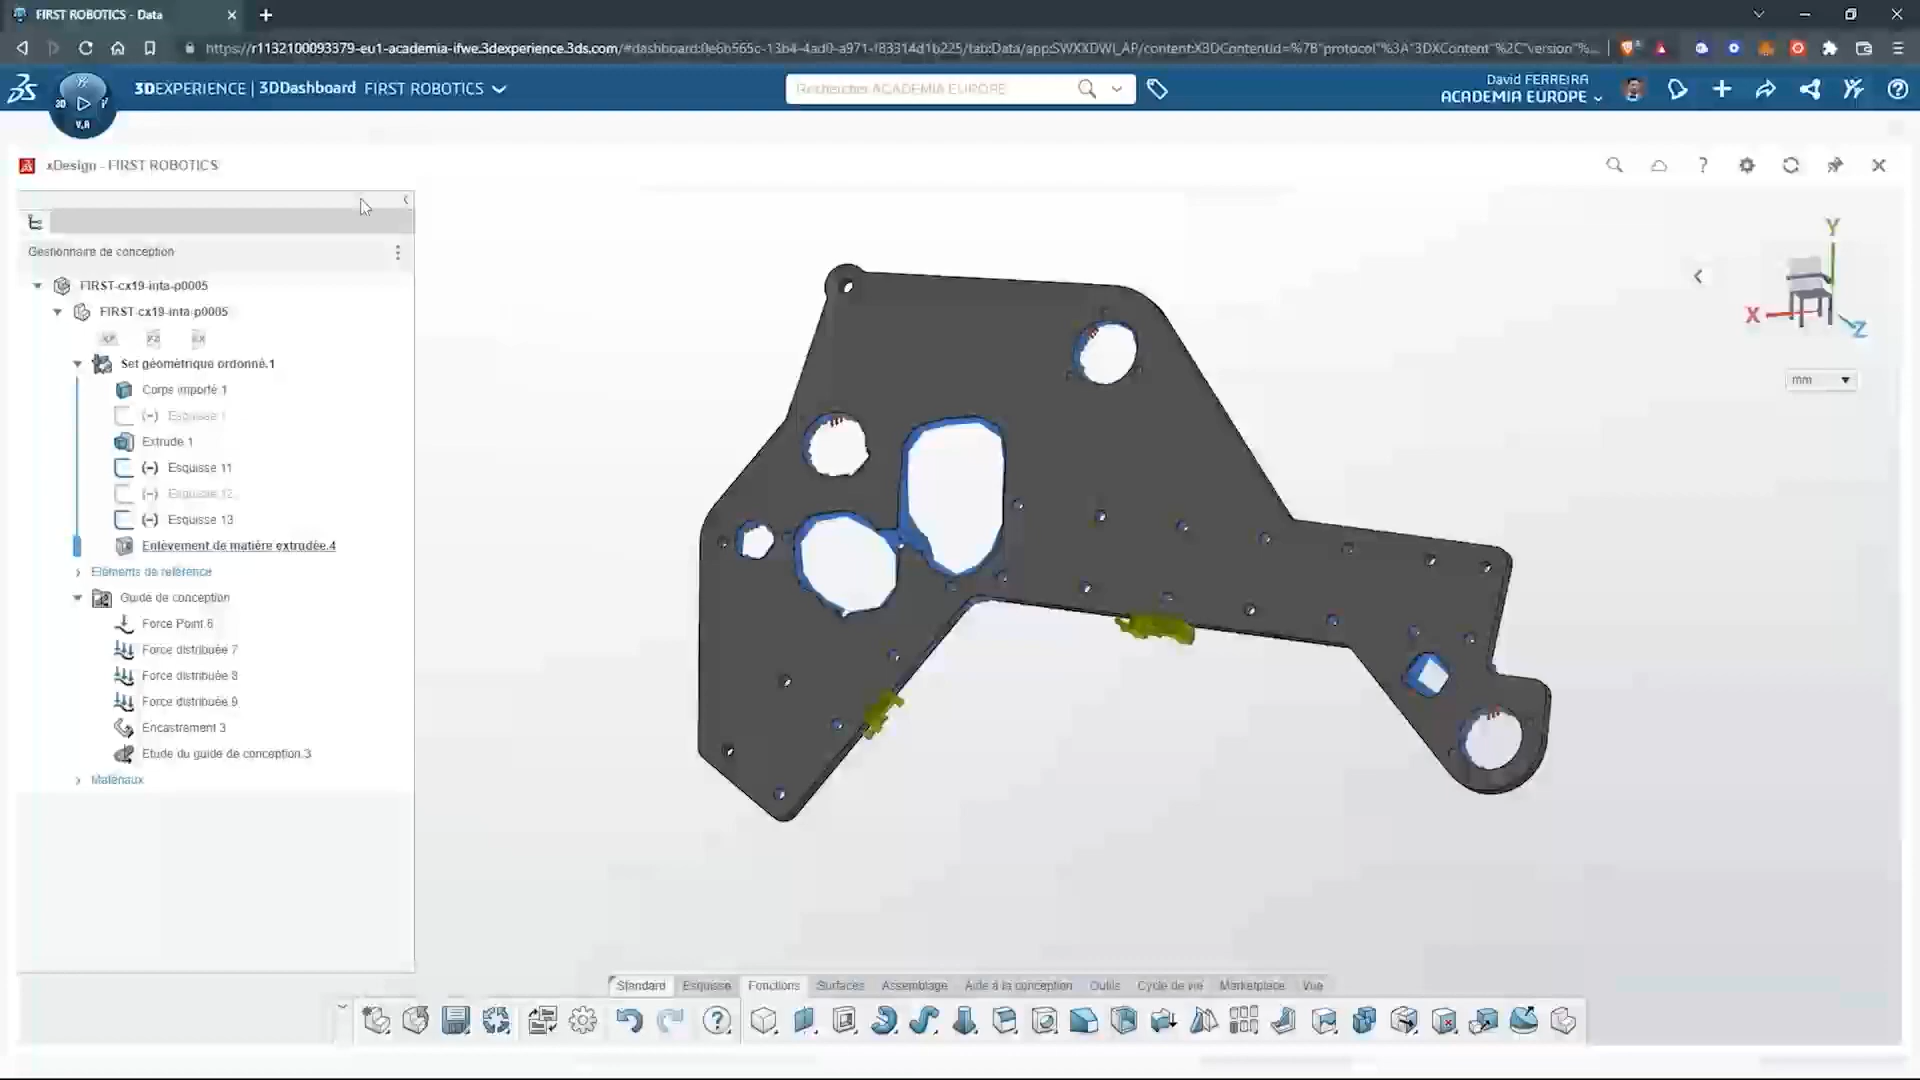 FIRST ROBOTICS - Data
https://r1132100093379-eu1-academia-ifwe.3dexperience.3ds.com/#dashboard:0e6b565c-13b4-4ad0-a971-f83314d1b225/tab:Data/app:SWXXDWI_AP/content:X3DContentId=%7B"protocol"%3A"3DXContent"%2C"version"%...
3DEXPERIENCE | 3DDashboard FIRST ROBOTICS
Rechercher ACADEMIA EUROPE
David FERREIRA
ACADEMIA EUROPE
3D
V,R
xDesign - FIRST ROBOTICS
Gestionnaire de conception
FIRST-cx19-inta-p0005
FIRST-cx19-inta-p0005
Set géométrique ordonné.1
Corps importé 1
(-) Esquisse 1
Extrude 1
(-) Esquisse 11
(-) Esquisse 12
(-) Esquisse 13
Enlèvement de matière extrudée.4
Eléments de référence
Guide de conception
Force Point 6
Force distribuée 7
Force distribuée 8
Force distribuée 9
Encastrement 3
Etude du guide de conception.3
Matériaux
Y
X
Z
mm
Standard Esquisse Fonctions Surfaces Assemblage Aide à la conception Outils Cycle de vie Marketplace Vue